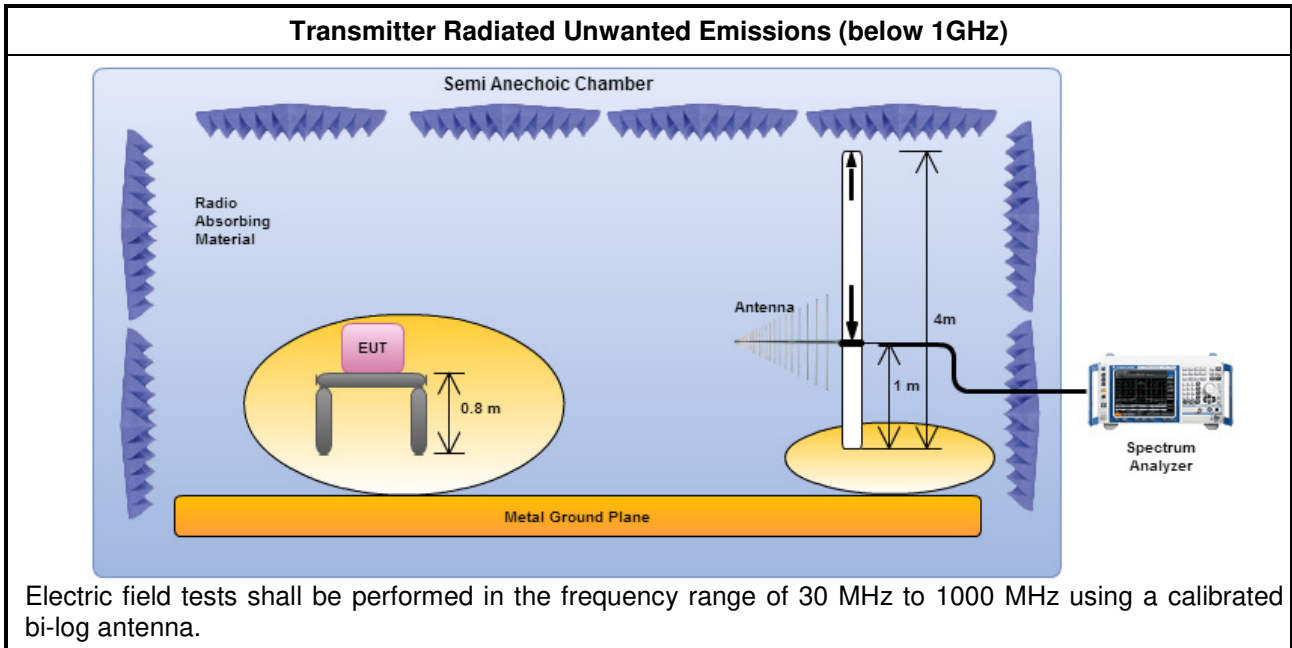 Transmitter Radiated Unwanted Emissions (below 1GHz)
Semi Anechoic Chamber
Radio
Absorbing
Material
Antenna
4m
EUT
1 m
0.8 m
Spectrum
Analyzer
Metal Ground Plane
Electric field tests shall be performed in the frequency range of 30 MHz to 1000 MHz using a calibrated
bi-log antenna.